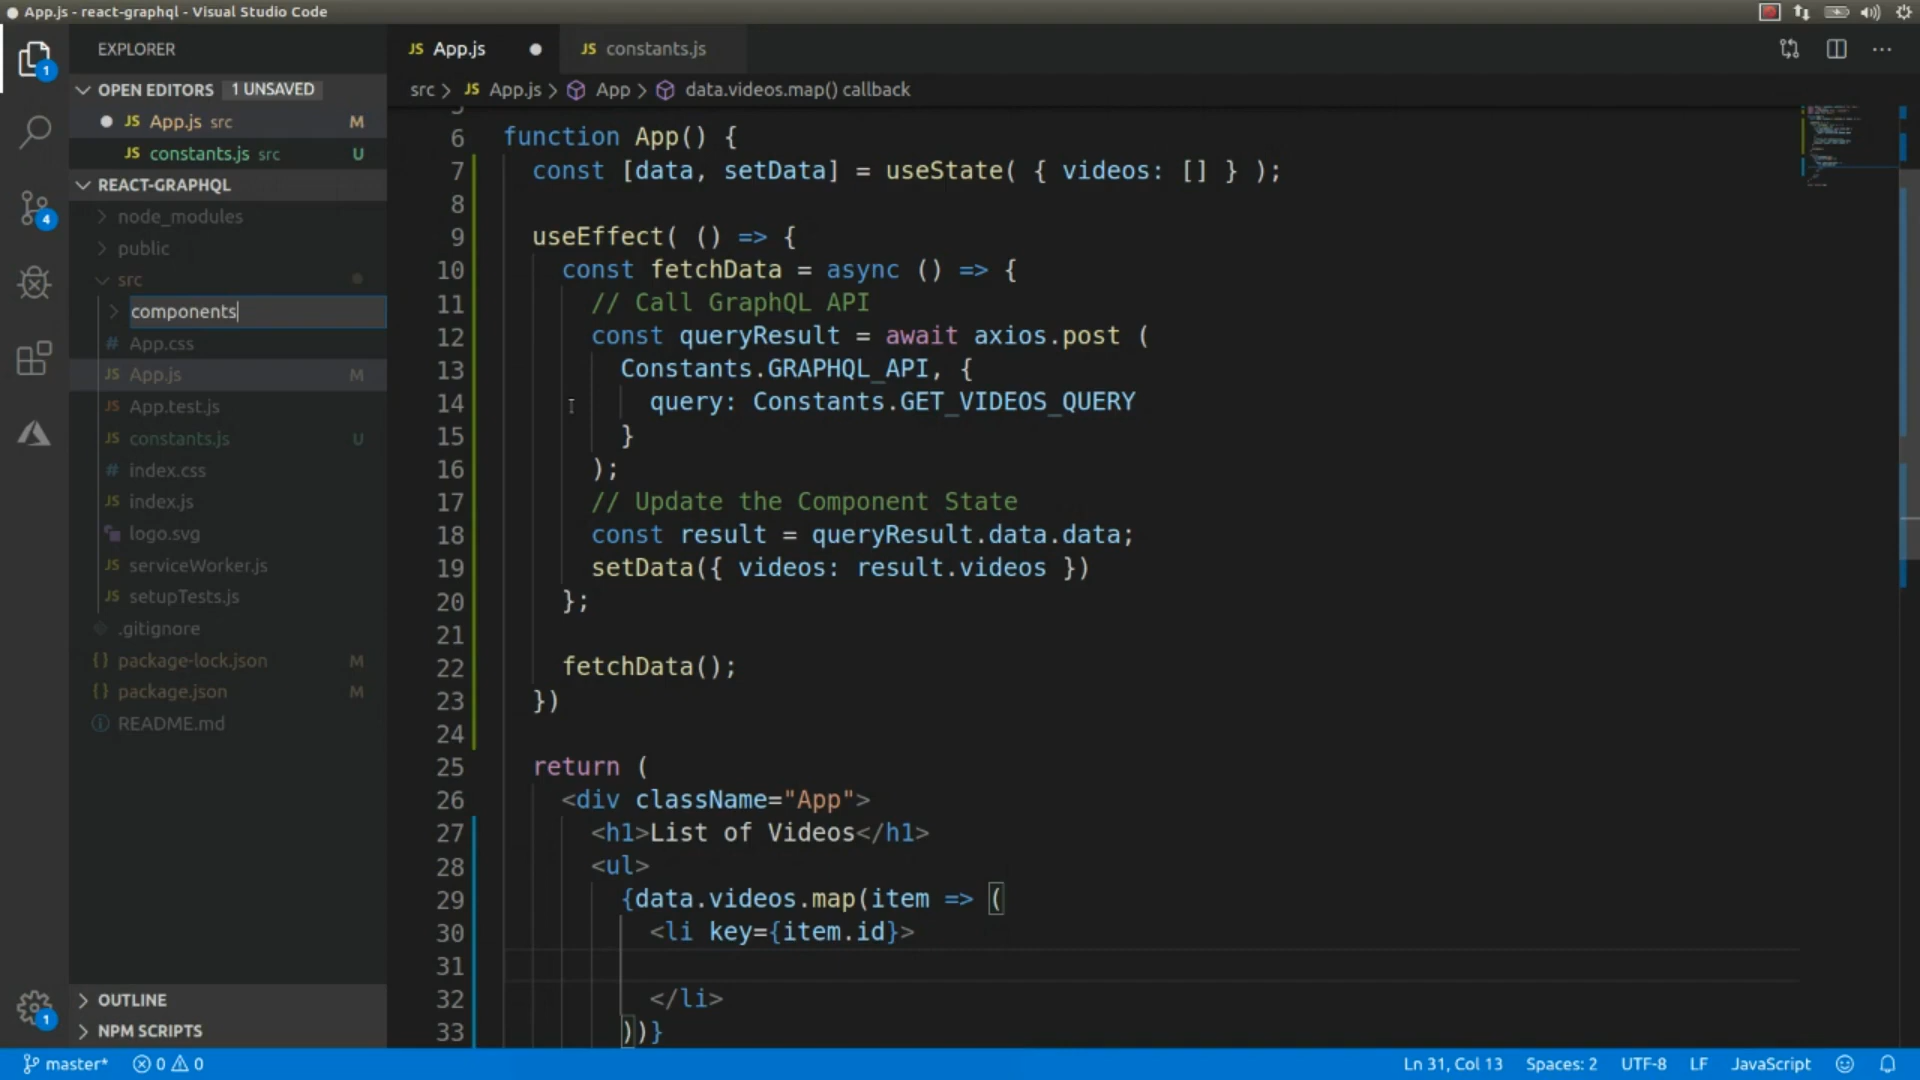 App.js - react-graphql - Visual Studio Code
EXPLORER
OPEN EDITORS 1 UNSAVED
JS App.js src M
JS constants.js src U
REACT-GRAPHQL
node_modules
public
src
components
# App.css
JS App.js M
JS App.test.js
JS constants.js U
# index.css
JS index.js
logo.svg
JS serviceWorker.js
JS setupTests.js
.gitignore
{} package-lock.json M
{} package.json M
README.md
OUTLINE
NPM SCRIPTS
1
4
1
JS App.js
JS constants.js
src > JS App.js > App > data.videos.map() callback
5
6 function App() {
7 const [data, setData] = useState( { videos: [] } );
8
9 useEffect( () => {
10 const fetchData = async () => {
11 // Call GraphQL API
12 const queryResult = await axios.post (
13 Constants.GRAPHQL_API, {
14 query: Constants.GET_VIDEOS_QUERY
15 }
16 );
17 // Update the Component State
18 const result = queryResult.data.data;
19 setData({ videos: result.videos })
20 };
21
22 fetchData();
23 })
24
25 return (
26 <div className="App">
27 <h1>List of Videos</h1>
28 <ul>
29 {data.videos.map(item => (
30 <li key={item.id}>
31
32 </li>
33 ))}
master* 0 0
Ln 31, Col 13 Spaces: 2 UTF-8 LF JavaScript